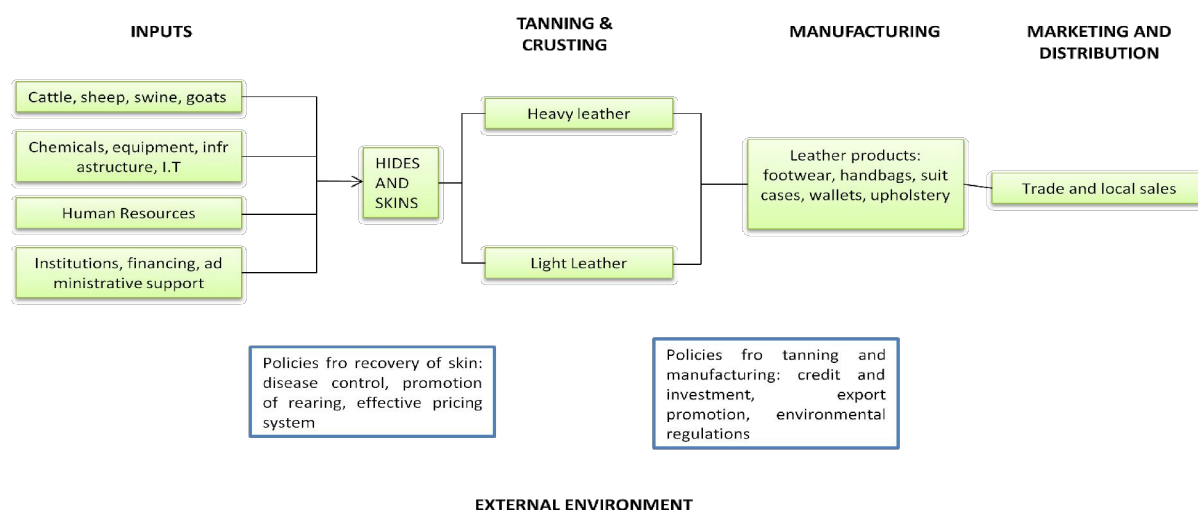 INPUTS
TANNING &
CRUSTING
MANUFACTURING
MARKETING AND
DISTRIBUTION
Cattle, sheep, swine, goats
Chemicals, equipment, infr
astructure, I.T
Human Resources
Institutions, financing, ad
ministrative support
HIDES
AND
SKINS
Heavy leather
Light Leather
Leather products:
footwear, handbags, suit
cases, wallets, upholstery
Trade and local sales
Policies fro recovery of skin:
disease control, promotion
of rearing, effective pricing
system
Policies fro tanning and
manufacturing: credit and
investment, export
promotion, environmental
regulations
EXTERNAL ENVIRONMENT